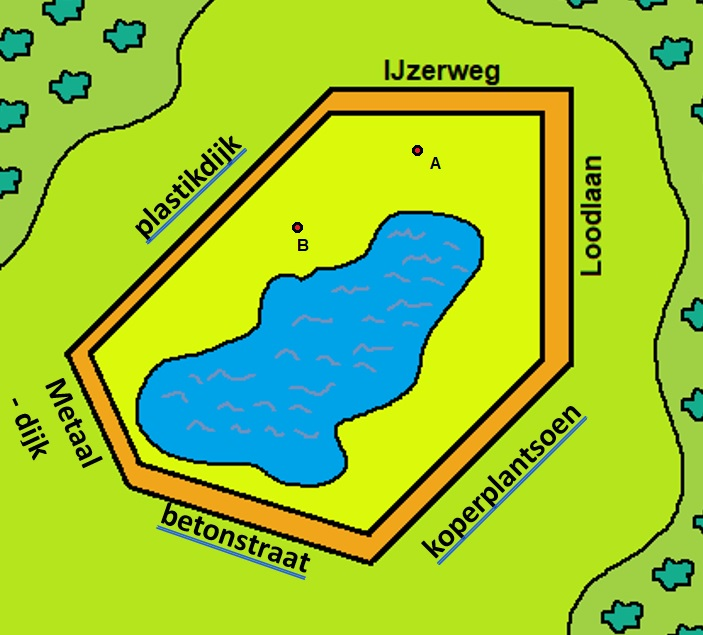 IJzerweg
plastikdijk
Loodlaan
A
B
Metaal
- dijk
koperplantsoen
betonstraat